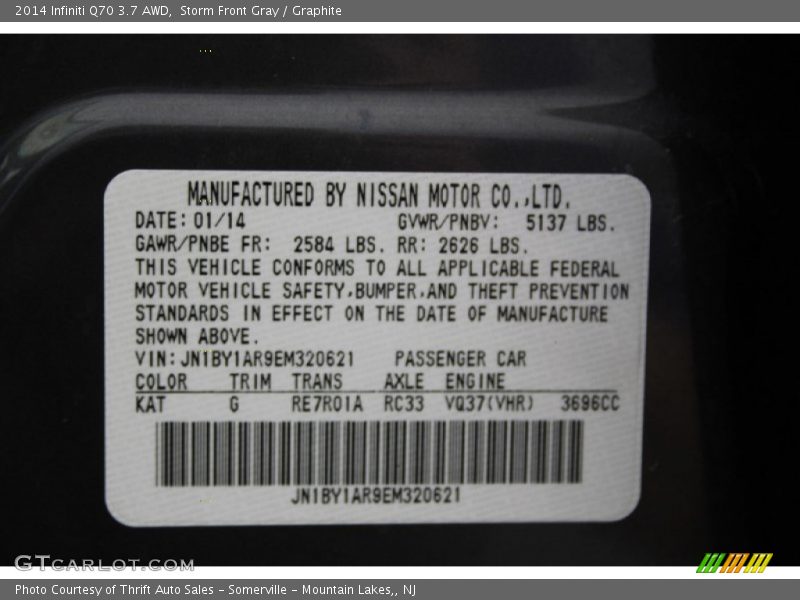 2014 Infiniti Q70 3.7 AWD,  Storm Front Gray / Graphite
MANUFACTURED BY NISSAN MOTOR CO.,LTD.
DATE: 01/14 GVWR/PNBV: 5137 LBS.
GAWR/PNBE FR: 2584 LBS. RR: 2626 LBS.
THIS VEHICLE CONFORMS TO ALL APPLICABLE FEDERAL
MOTOR VEHICLE SAFETY,BUMPER,AND THEFT PREVENTION
STANDARDS IN EFFECT ON THE DATE OF MANUFACTURE
SHOWN ABOVE.
VIN: JN1BY1AR9EM320621 PASSENGER CAR
COLOR TRIM TRANS AXLE ENGINE
KAT G RE7R01A RC33 VQ37(VHR) 3696CC
JN1BY1AR9EM320621
GTCARLOT.COM
Photo Courtesy of Thrift Auto Sales – Somerville – Mountain Lakes,, NJ